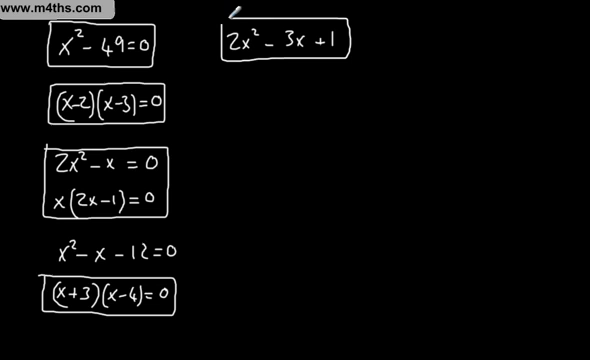 www.m4ths.com
x² - 49 = 0
(x-2)(x-3) = 0
2x² - x = 0
x(2x-1) = 0
x² - x - 12 = 0
(x+3)(x-4) = 0
2x² - 3x + 1